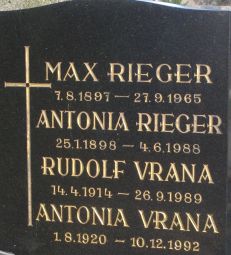 MAX RIEGER
7.8.1897 — 27.9.1965
ANTONIA RIEGER
25.1.1898 — 4.6.1988
RUDOLF VRANA
14.4.1914 — 26.9.1989
ANTONIA VRANA
1.8.1920 — 10.12.1992